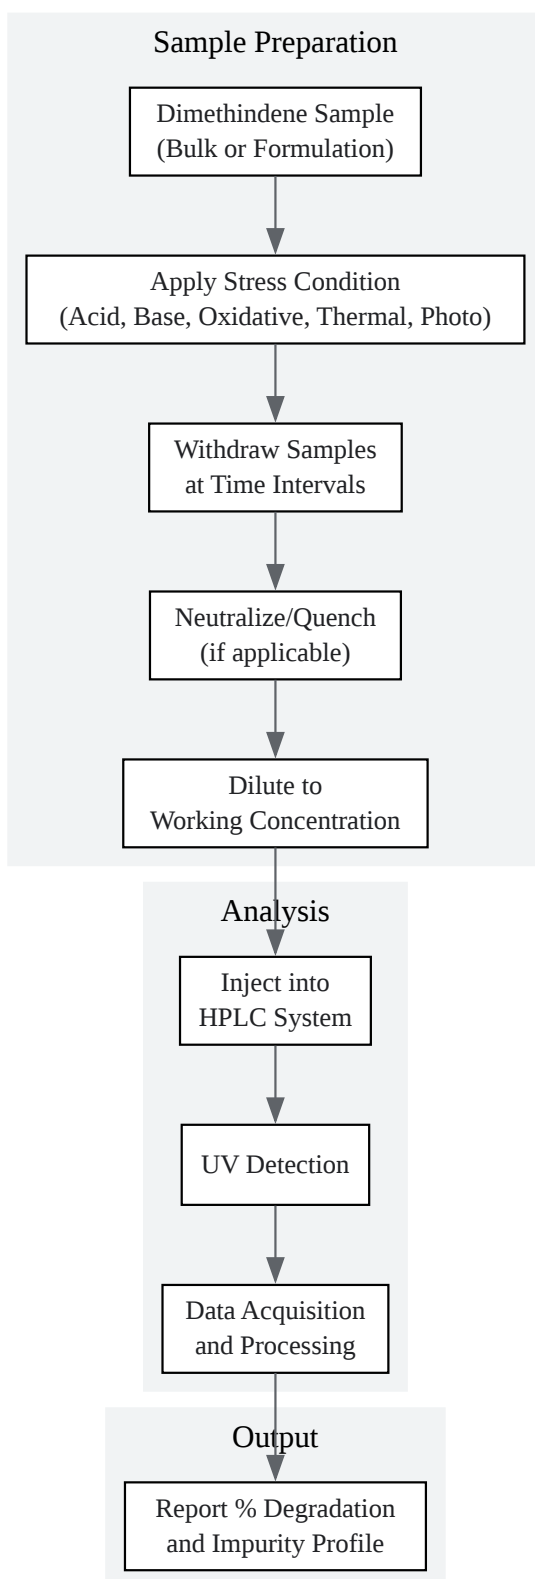 Sample Preparation
Dimethindene Sample
(Bulk or Formulation)
Apply Stress Condition
(Acid, Base, Oxidative, Thermal, Photo)
Withdraw Samples
at Time Intervals
Neutralize/Quench
(if applicable)
Dilute to
Working Concentration
Analysis
Inject into
HPLC System
UV Detection
Data Acquisition
and Processing
Output
Report % Degradation
and Impurity Profile